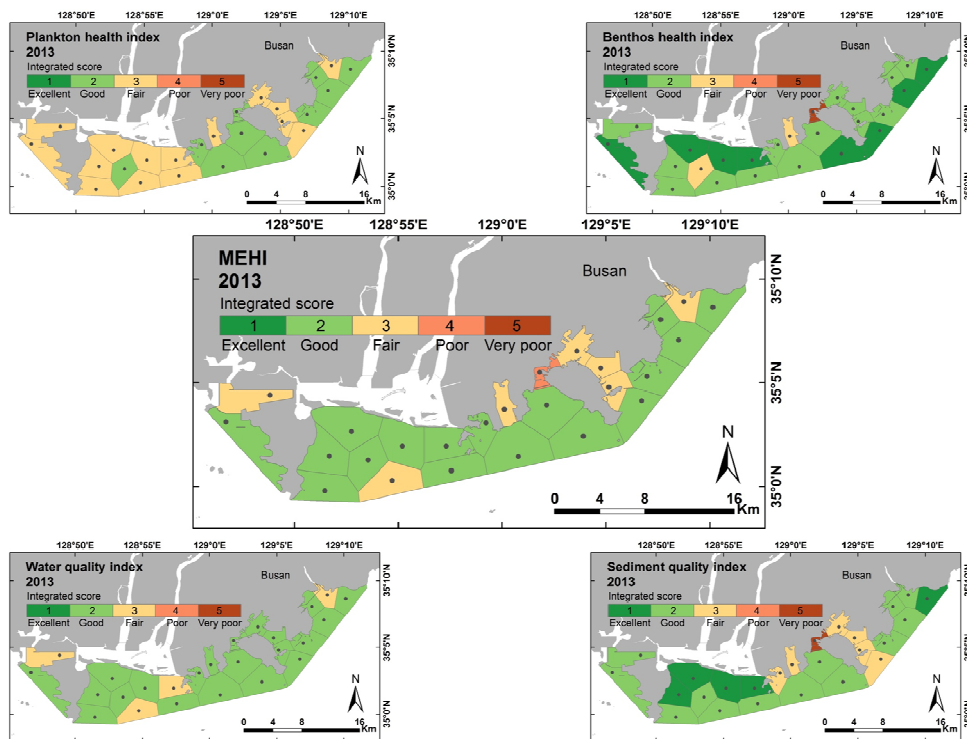 128°50'E 128°55'E 129°0'E 129°5'E 129°10'E
Plankton health index
2013
Busan
Integrated score
1 2 3 4 5
Excellent Good Fair Poor Very poor
35°10'N
35°5'N
35°0'N
N
0 4 8 16
Km
128°50'E 128°55'E 129°0'E 129°5'E 129°10'E
Benthos health index
2013
Busan
Integrated score
1 2 3 4 5
Excellent Good Fair Poor Very poor
N
0 4 8 16
Km
129°5'E 129°10'E
128°50'E 128°55'E 129°0'E 129°5'E 129°10'E
MEHI
2013
Busan
Integrated score
1 2 3 4 5
Excellent Good Fair Poor Very poor
35°10'N
35°5'N
35°0'N
N
0 4 8 16
Km
128°50'E 128°55'E 129°0'E 129°5'E 129°10'E
Water quality index
2013
Busan
Integrated score
1 2 3 4 5
Excellent Good Fair Poor Very poor
35°10'N
35°5'N
35°0'N
N
0 4 8 16
Km
128°50'E 128°55'E 129°0'E 129°5'E 129°10'E
Sediment quality index
2013
Busan
Integrated score
1 2 3 4 5
Excellent Good Fair Poor Very poor
N
0 4 8 16
Km